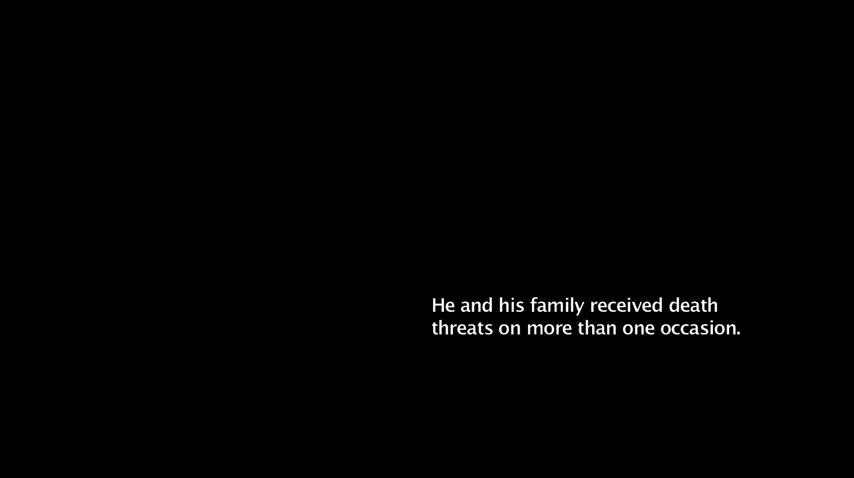 He and his family received death
threats on more than one occasion.